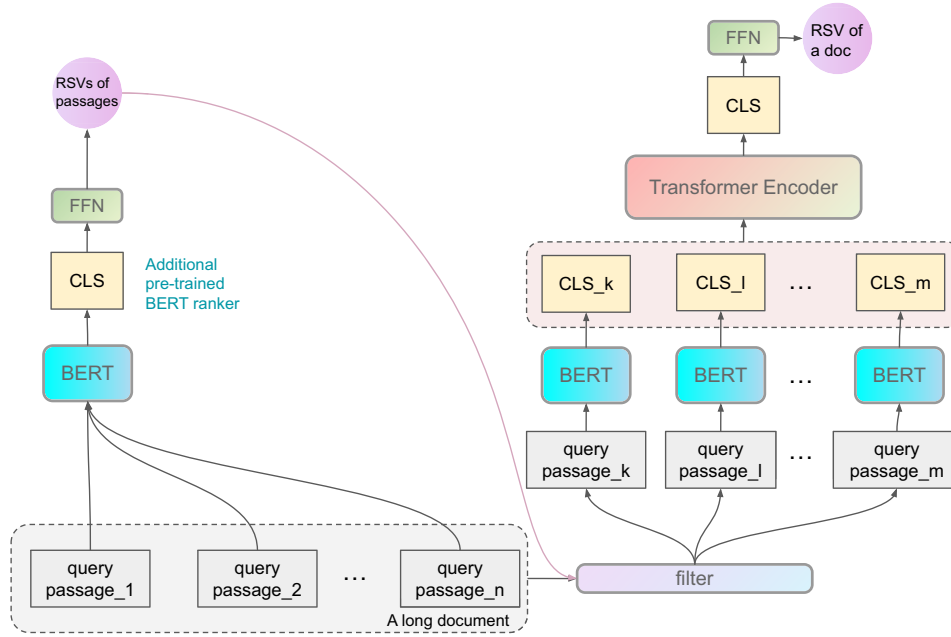 RSVs of
passages
FFN
CLS
Additional
pre-trained
BERT ranker
BERT
query
passage_1
query
passage_2
...
query
passage_n
A long document
FFN
RSV of
a doc
CLS
Transformer Encoder
CLS_k
CLS_l
...
CLS_m
BERT
BERT
...
BERT
query
passage_k
query
passage_l
...
query
passage_m
filter